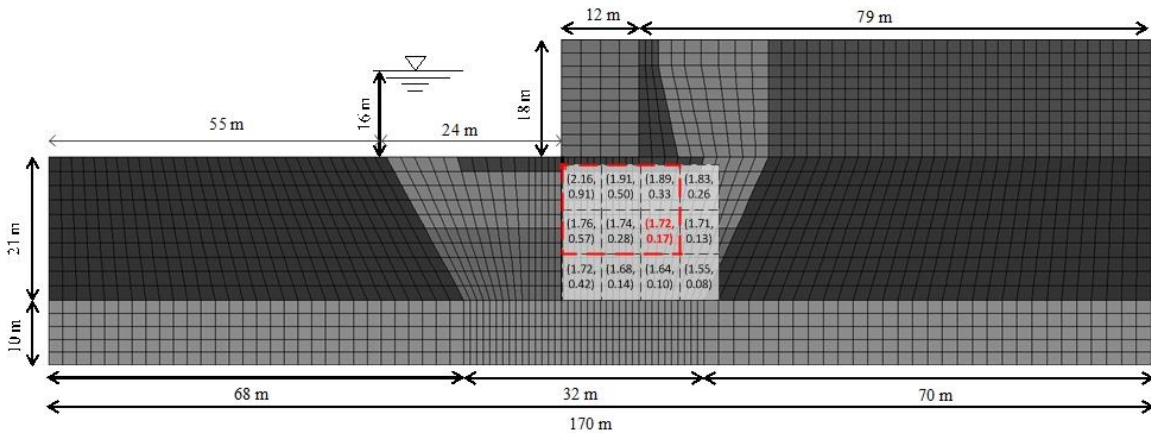 12 m
79 m
18 m
16 m
55 m
24 m
(2.16, (1.91, (1.89, (1.83,
0.91) 0.50) 0.33 0.26
(1.76, (1.74, (1.72, (1.71,
0.57) 0.28) 0.17) 0.13)
(1.72, (1.68, (1.64, (1.55,
0.42) 0.14) 0.10) 0.08)
21 m
10 m
68 m
32 m
70 m
170 m